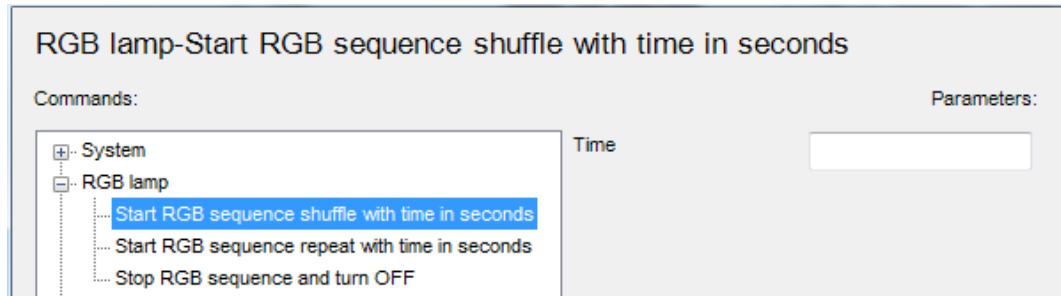 RGB lamp-Start RGB sequence shuffle with time in seconds
Commands:
Parameters:
System
Time
RGB lamp
Start RGB sequence shuffle with time in seconds
Start RGB sequence repeat with time in seconds
Stop RGB sequence and turn OFF